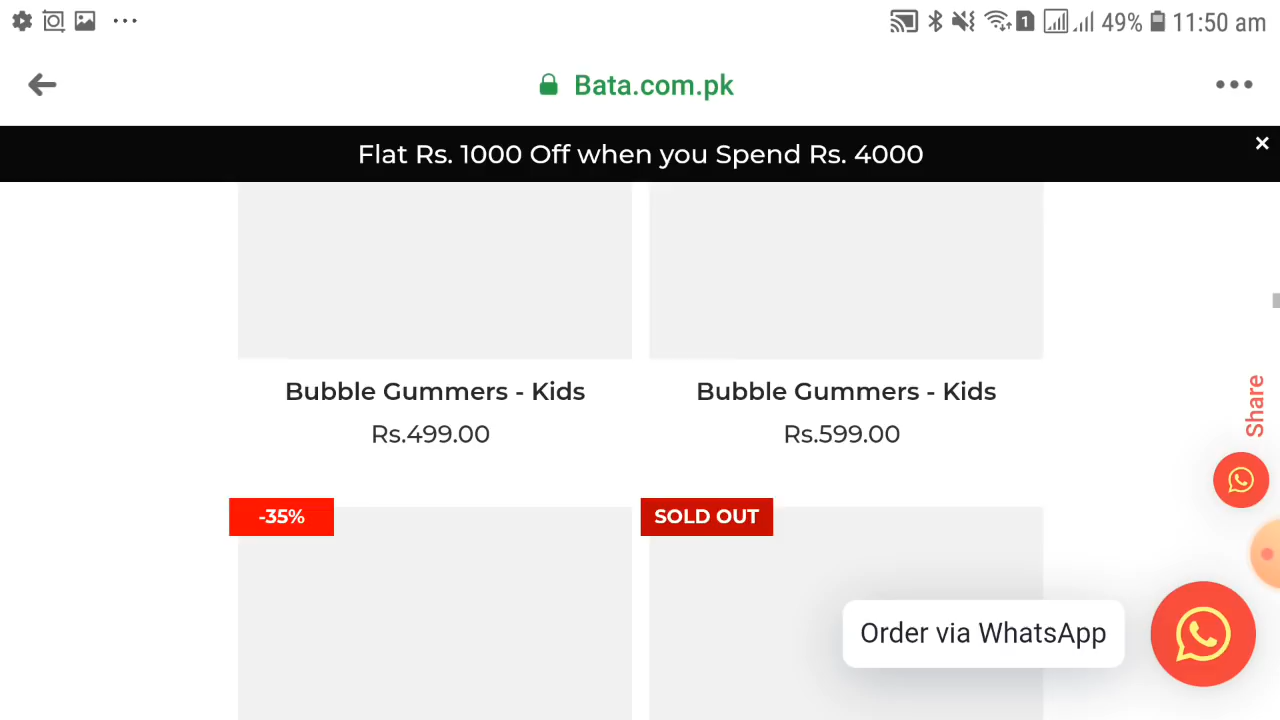 1 49% 11:50 am
Bata.com.pk
Flat Rs. 1000 Off when you Spend Rs. 4000
Bubble Gummers - Kids
Rs.499.00
Bubble Gummers - Kids
Rs.599.00
Share
-35%
SOLD OUT
Order via WhatsApp